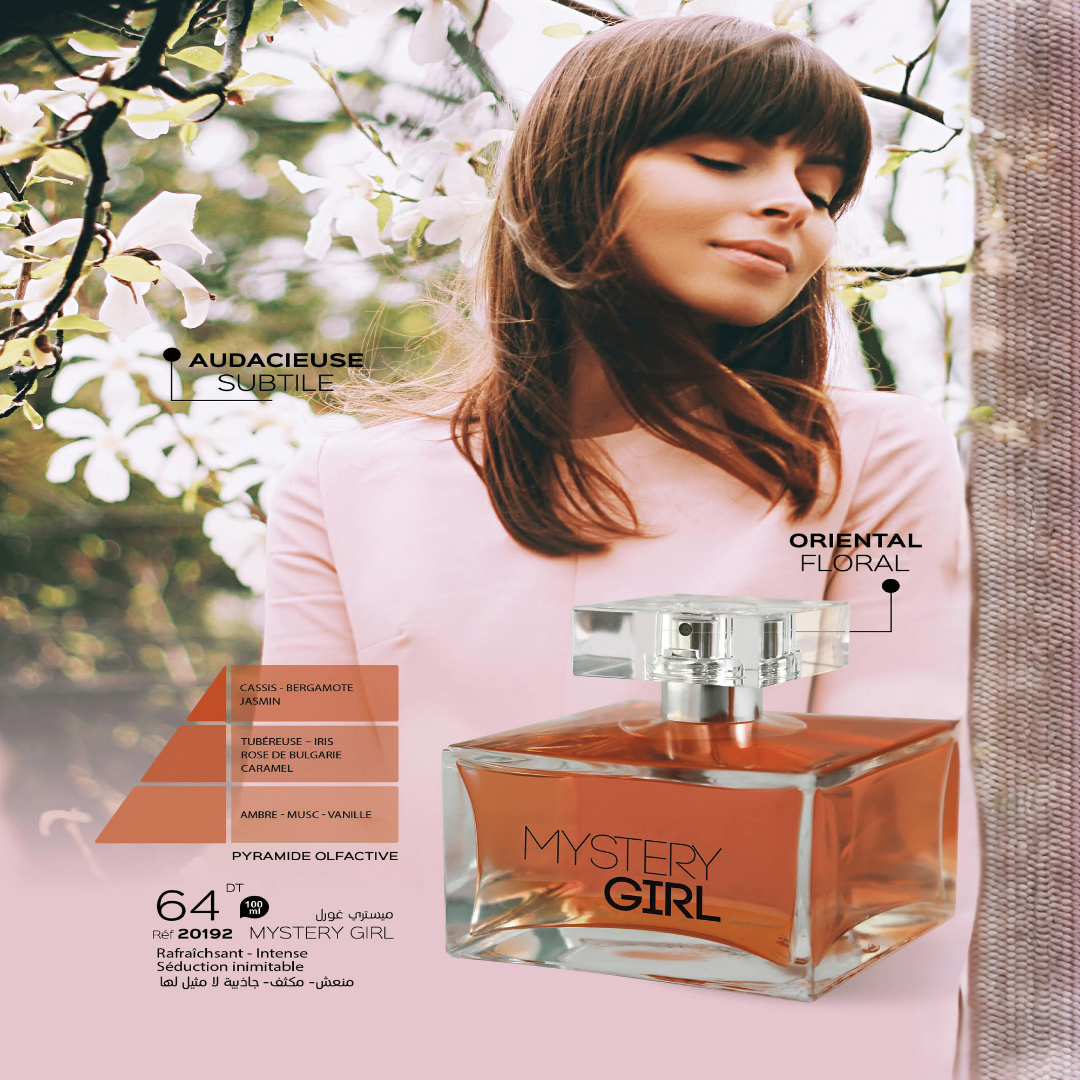 AUDACIEUSE
SUBTILE
ORIENTAL
FLORAL
CASSIS - BERGAMOTE
JASMIN
TUBÉREUSE – IRIS
ROSE DE BULGARIE
CARAMEL
AMBRE - MUSC - VANILLE
PYRAMIDE OLFACTIVE
MYSTERY
GIRL
64 DT
100
ml
ميستري غورل
Réf 20192 MYSTERY GIRL
Rafraîchsant - Intense
Séduction inimitable
منعش- مكثف- جاذبية لا مثيل لها